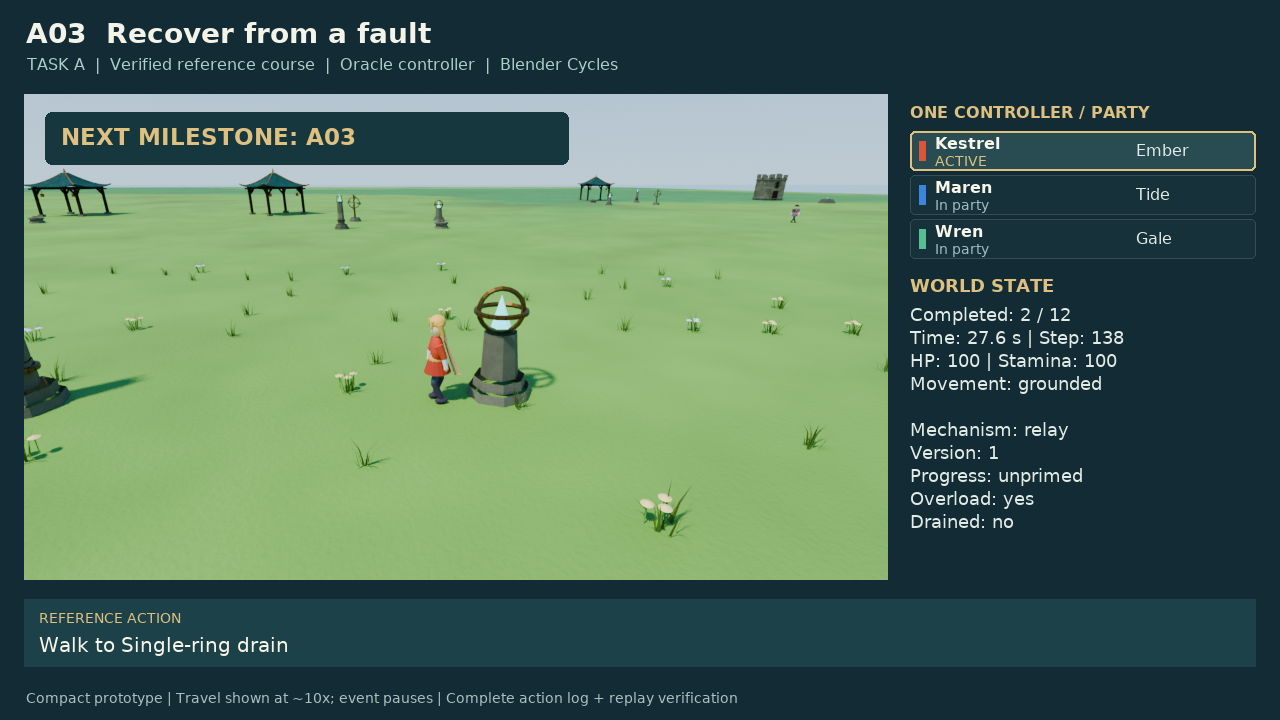 A03  Recover from a fault
TASK A  |  Verified reference course  |  Oracle controller  |  Blender Cycles
NEXT MILESTONE: A03
ONE CONTROLLER / PARTY
Kestrel
ACTIVE
Ember
Maren
In party
Tide
Wren
In party
Gale
WORLD STATE
Completed: 2 / 12
Time: 27.6 s | Step: 138
HP: 100 | Stamina: 100
Movement: grounded
Mechanism: relay
Version: 1
Progress: unprimed
Overload: yes
Drained: no
REFERENCE ACTION
Walk to Single-ring drain
Compact prototype | Travel shown at ~10x; event pauses | Complete action log + replay verification